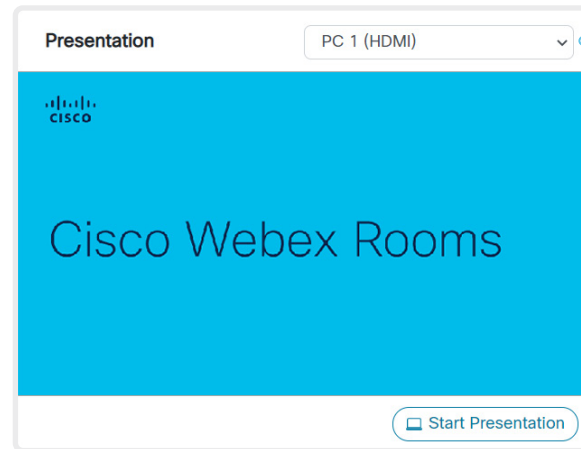 Presentation
PC 1 (HDMI)
CISCO
Cisco Webex Rooms
Start Presentation